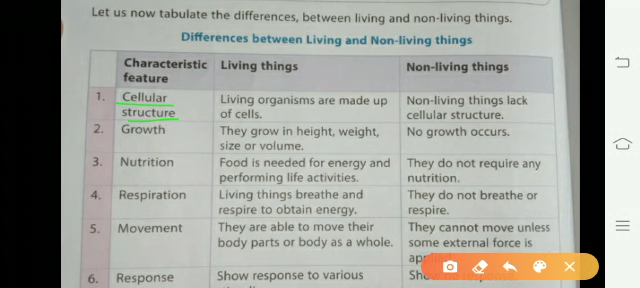 Let us now tabulate the differences, between living and non-living things.
Differences between Living and Non-living things
Characteristic feature Living things Non-living things
1. Cellular structure Living organisms are made up of cells. Non-living things lack cellular structure.
2. Growth They grow in height, weight, size or volume. No growth occurs.
3. Nutrition Food is needed for energy and performing life activities. They do not require any nutrition.
4. Respiration Living things breathe and respire to obtain energy. They do not breathe or respire.
5. Movement They are able to move their body parts or body as a whole. They cannot move unless some external force is
6. Response Show response to various